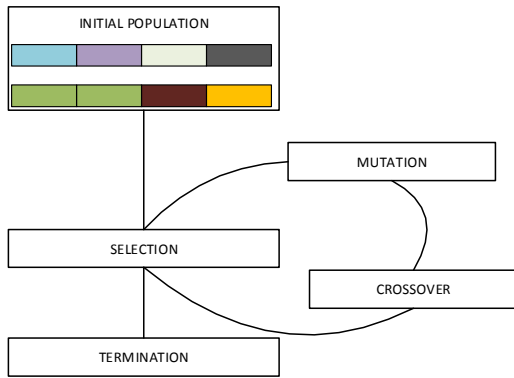 INITIAL POPULATION
MUTATION
SELECTION
CROSSOVER
TERMINATION